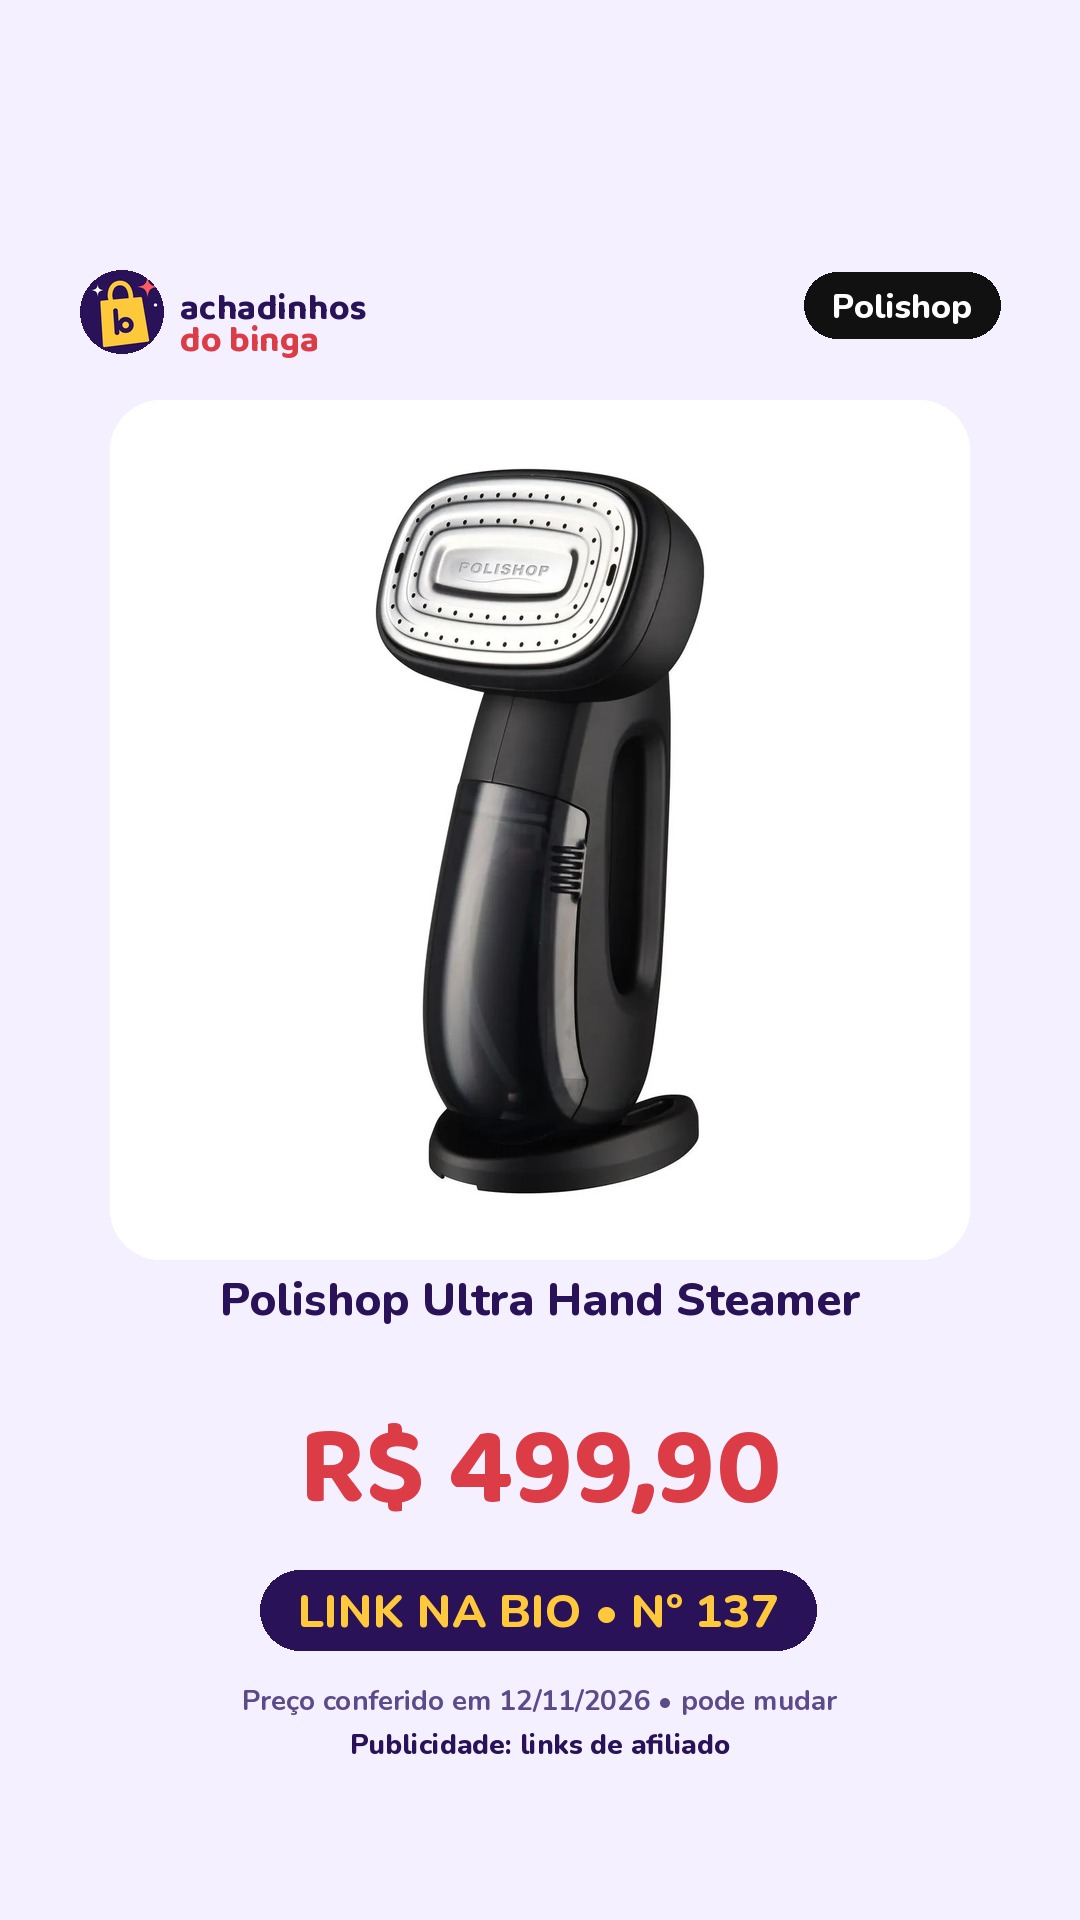 achadinhos
do binga
b
Polishop
POLISHOP
Polishop Ultra Hand Steamer
R$ 499,90
LINK NA BIO • Nº 137
Preço conferido em 12/11/2026 • pode mudar
Publicidade: links de afiliado